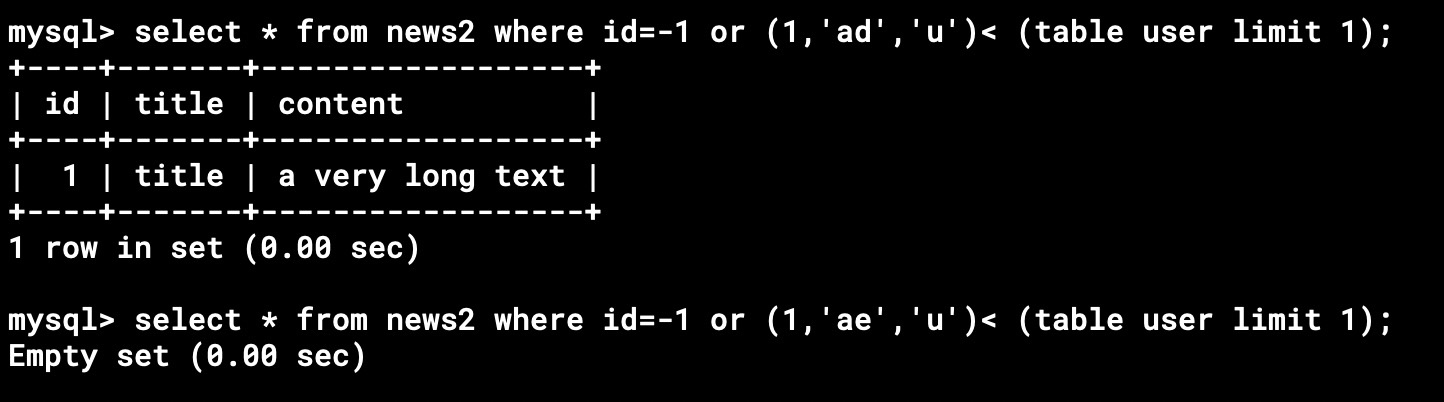 mysql> select * from news2 where id=-1 or (1,'ad','u')< (table user limit 1);
+----+-------+-----------------+
| id | title | content         |
+----+-------+-----------------+
|  1 | title | a very long text |
+----+-------+-----------------+
1 row in set (0.00 sec)

mysql> select * from news2 where id=-1 or (1,'ae','u')< (table user limit 1);
Empty set (0.00 sec)